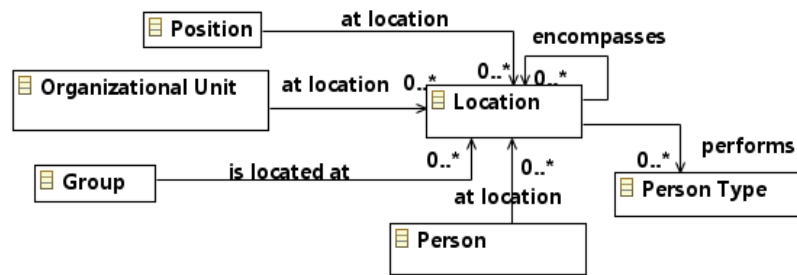 Position
at location
encompasses
0..*
0..*
Organizational Unit
at location
0..*
Location
performs
0..*
0..*
0..*
Group
is located at
Person Type
at location
Person